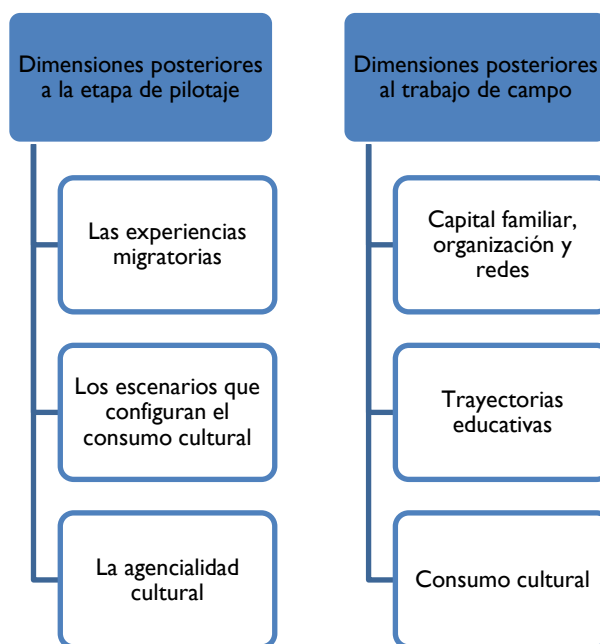 Dimensiones posteriores
a la etapa de pilotaje
Las experiencias
migratorias
Los escenarios que
configuran el
consumo cultural
La agencialidad
cultural
Dimensiones posteriores
al trabajo de campo
Capital familiar,
organización y
redes
Trayectorias
educativas
Consumo cultural